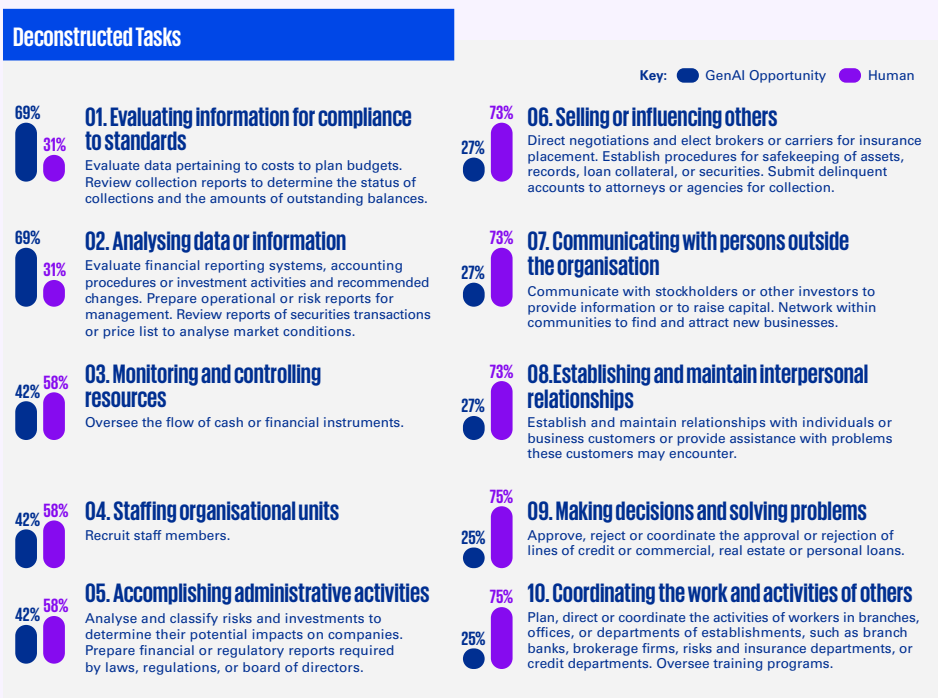 Deconstructed Tasks
Key: GenAI Opportunity Human
69%
31%
01. Evaluating information for compliance
to standards
Evaluate data pertaining to costs to plan budgets.
Review collection reports to determine the status of
collections and the amounts of outstanding balances.
69%
31%
02. Analysing data or information
Evaluate financial reporting systems, accounting
procedures or investment activities and recommended
changes. Prepare operational or risk reports for
management. Review reports of securities transactions
or price list to analyse market conditions.
42% 58%
03. Monitoring and controlling
resources
Oversee the flow of cash or financial instruments.
42% 58%
04. Staffing organisational units
Recruit staff members.
42% 58%
05. Accomplishing administrative activities
Analyse and classify risks and investments to
determine their potential impacts on companies.
Prepare financial or regulatory reports required
by laws, regulations, or board of directors.
27%
73%
06. Selling or influencing others
Direct negotiations and elect brokers or carriers for insurance
placement. Establish procedures for safekeeping of assets,
records, loan collateral, or securities. Submit delinquent
accounts to attorneys or agencies for collection.
27%
73%
07. Communicating with persons outside
the organisation
Communicate with stockholders or other investors to
provide information or to raise capital. Network within
communities to find and attract new businesses.
27%
73%
08.Establishing and maintain interpersonal
relationships
Establish and maintain relationships with individuals or
business customers or provide assistance with problems
these customers may encounter.
25%
75%
09. Making decisions and solving problems
Approve, reject or coordinate the approval or rejection of
lines of credit or commercial, real estate or personal loans.
25%
75%
10. Coordinating the work and activities of others
Plan, direct or coordinate the activities of workers in branches,
offices, or departments of establishments, such as branch
banks, brokerage firms, risks and insurance departments, or
credit departments. Oversee training programs.